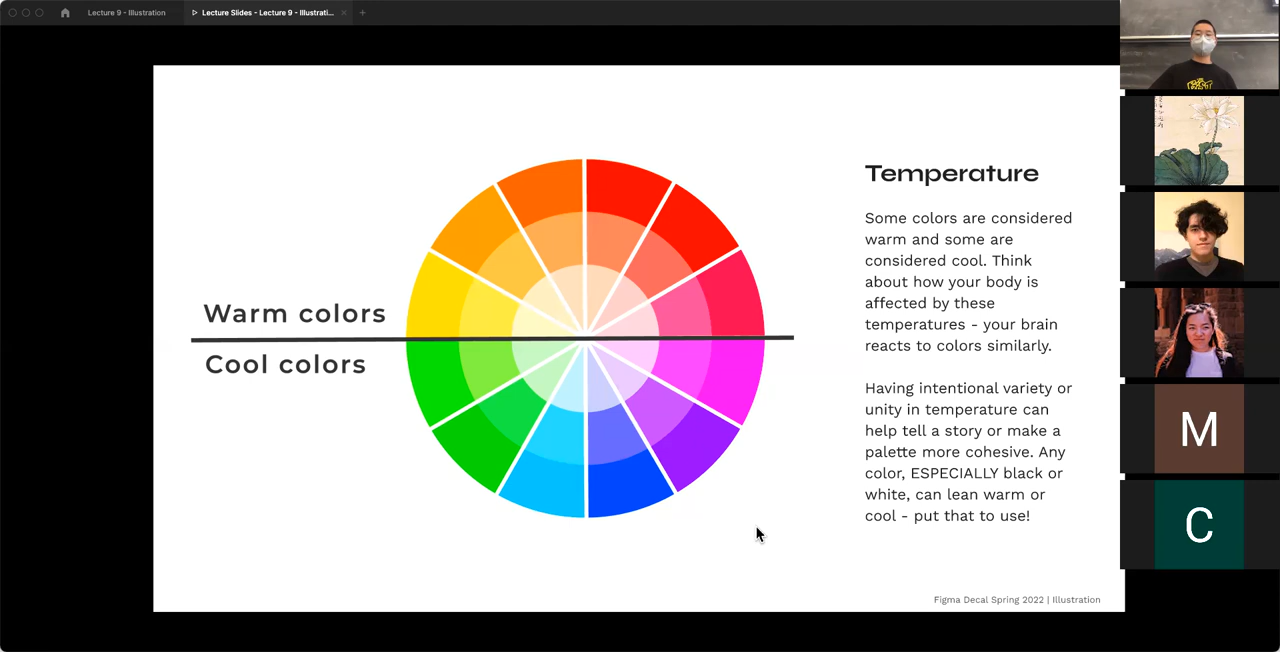 Lecture 9 - Illustration
Lecture Slides - Lecture 9 - Illustrati...
Warm colors
Cool colors
Temperature
Some colors are considered
warm and some are
considered cool. Think
about how your body is
affected by these
temperatures - your brain
reacts to colors similarly.
Having intentional variety or
unity in temperature can
help tell a story or make a
palette more cohesive. Any
color, ESPECIALLY black or
white, can lean warm or
cool - put that to use!
Figma Decal Spring 2022 | Illustration
M
C